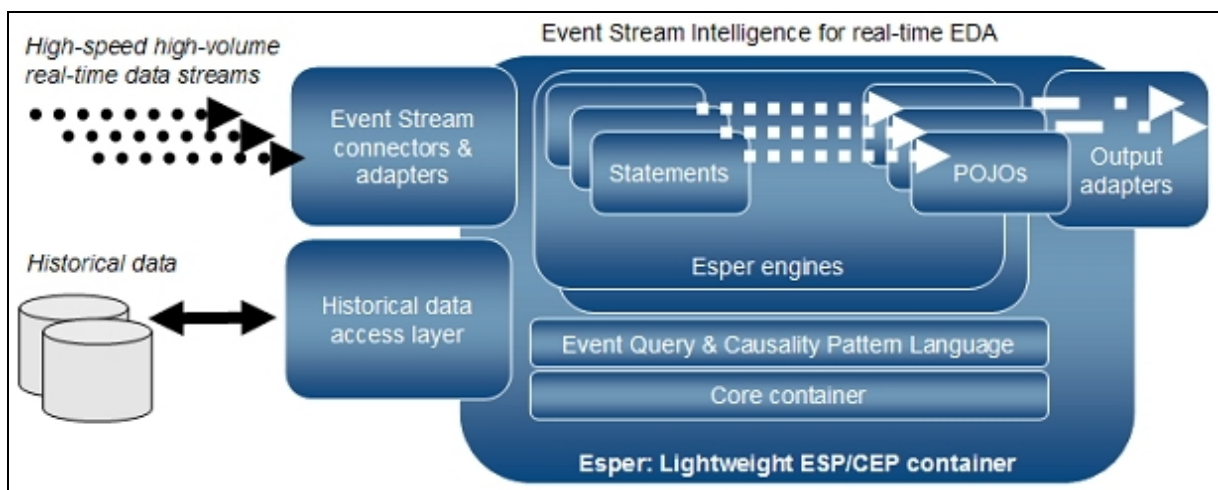 Event Stream Intelligence for real-time EDA
High-speed high-volume
real-time data streams
Event Stream
connectors &
adapters
Statements
POJOs
Output
adapters
Esper engines
Historical data
Historical data
access layer
Event Query & Causality Pattern Language
Core container
Esper: Lightweight ESP/CEP container